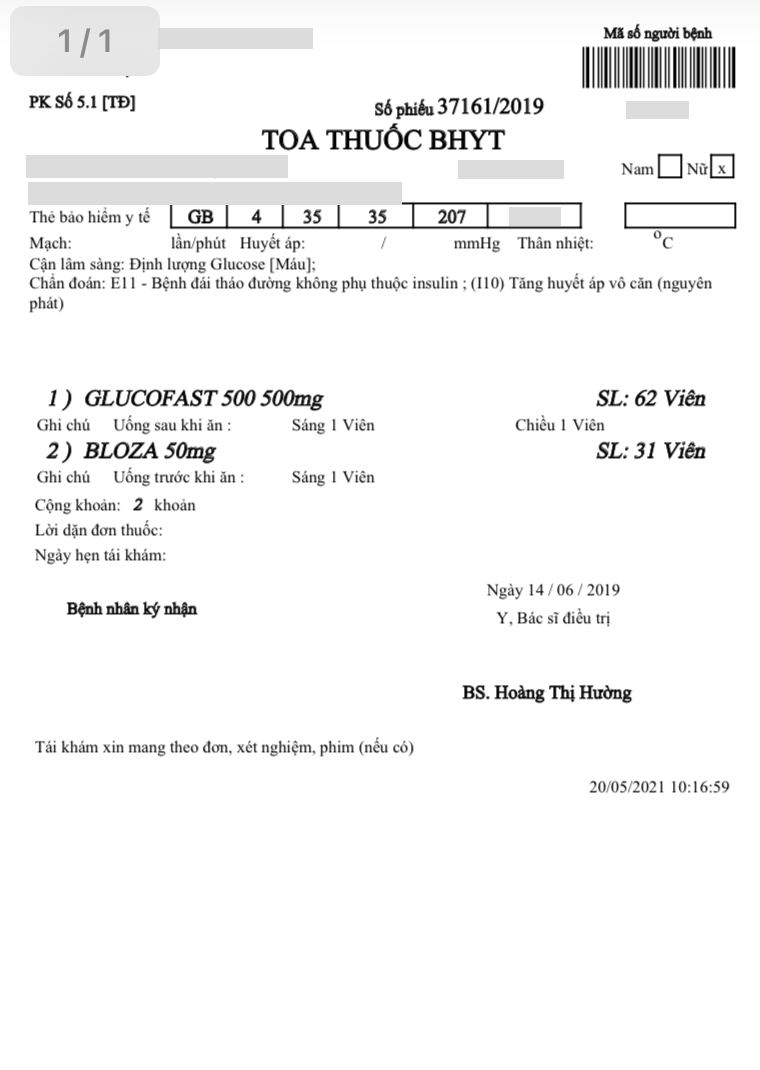 1/1
Mã số người bệnh
PK Số 5.1 [TĐ]
Số phiếu 37161/2019
TOA THUỐC BHYT
Nam Nữ x
Thẻ bảo hiểm y tế GB 4 35 35 207
Mạch: lần/phút Huyết áp: / mmHg Thân nhiệt: °C
Cận lâm sàng: Định lượng Glucose [Máu];
Chẩn đoán: E11 - Bệnh đái tháo đường không phụ thuộc insulin ; (I10) Tăng huyết áp vô căn (nguyên
phát)
1 ) GLUCOFAST 500 500mg SL: 62 Viên
Ghi chú Uống sau khi ăn : Sáng 1 Viên Chiều 1 Viên
2 ) BLOZA 50mg SL: 31 Viên
Ghi chú Uống trước khi ăn : Sáng 1 Viên
Cộng khoản: 2 khoản
Lời dặn đơn thuốc:
Ngày hẹn tái khám:
Ngày 14 / 06 / 2019
Bệnh nhân ký nhận
Y, Bác sĩ điều trị
BS. Hoàng Thị Hường
Tái khám xin mang theo đơn, xét nghiệm, phim (nếu có)
20/05/2021 10:16:59